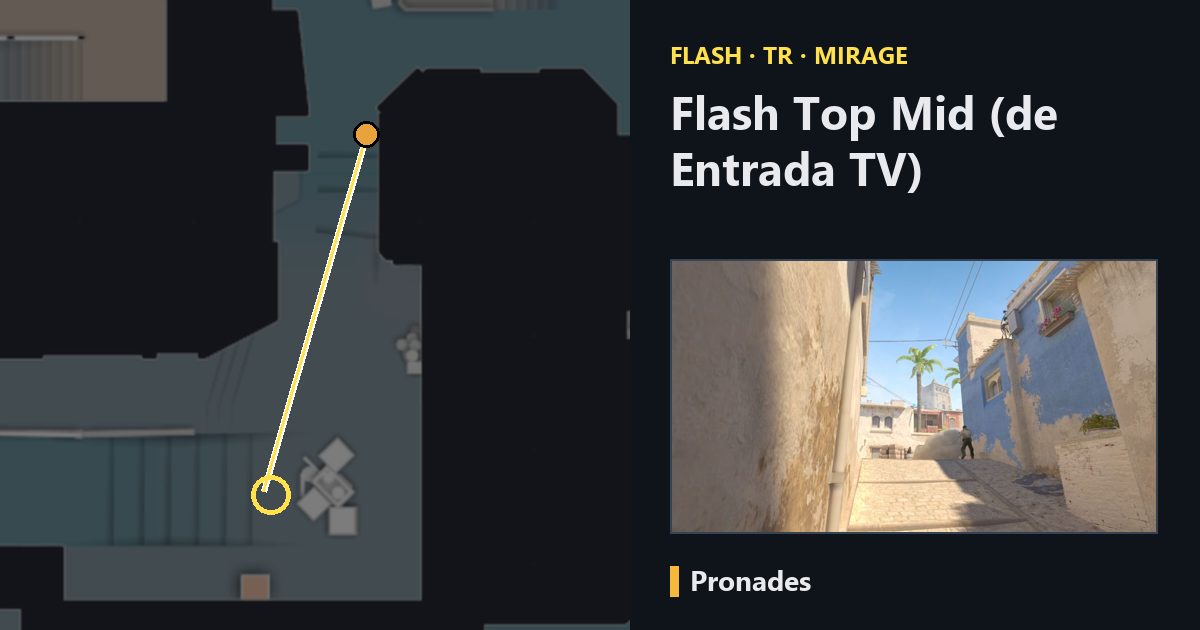 FLASH · TR · MIRAGE
Flash Top Mid (de
Entrada TV)
Pronades